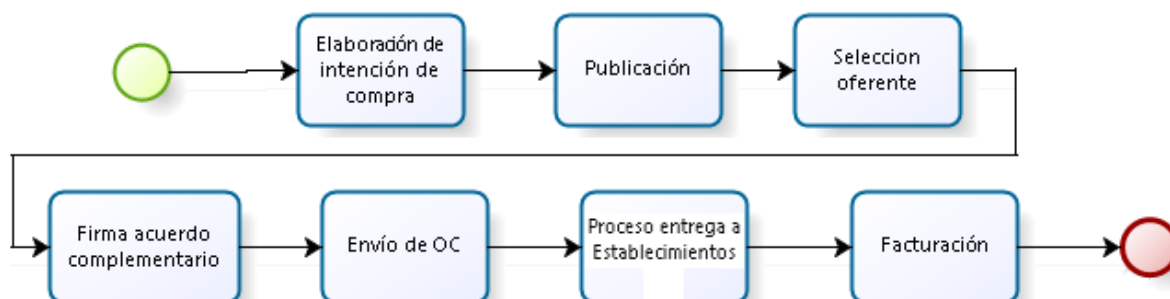 Elaboración de
intención de
compra
Publicación
Seleccion
oferente
Firma acuerdo
complementario
Envío de OC
Proceso entrega a
Establecimientos
Facturación